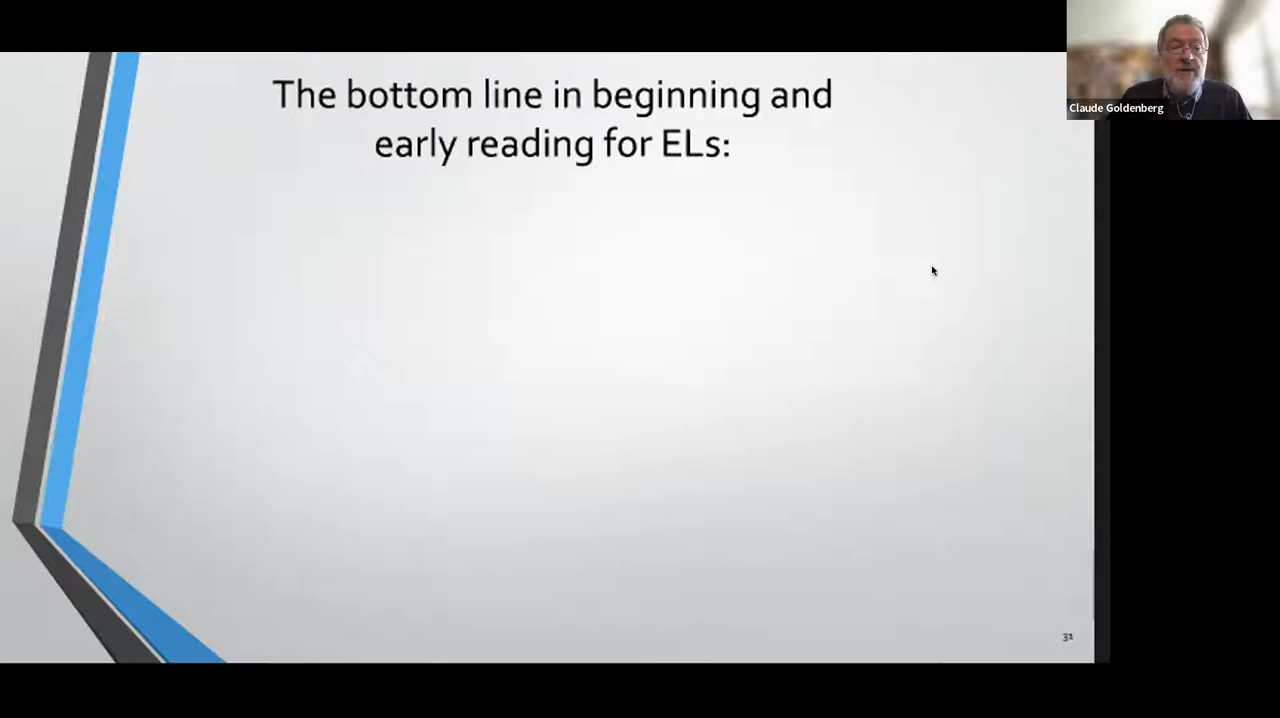 The bottom line in beginning and
early reading for ELs:
Claude Goldenberg
31